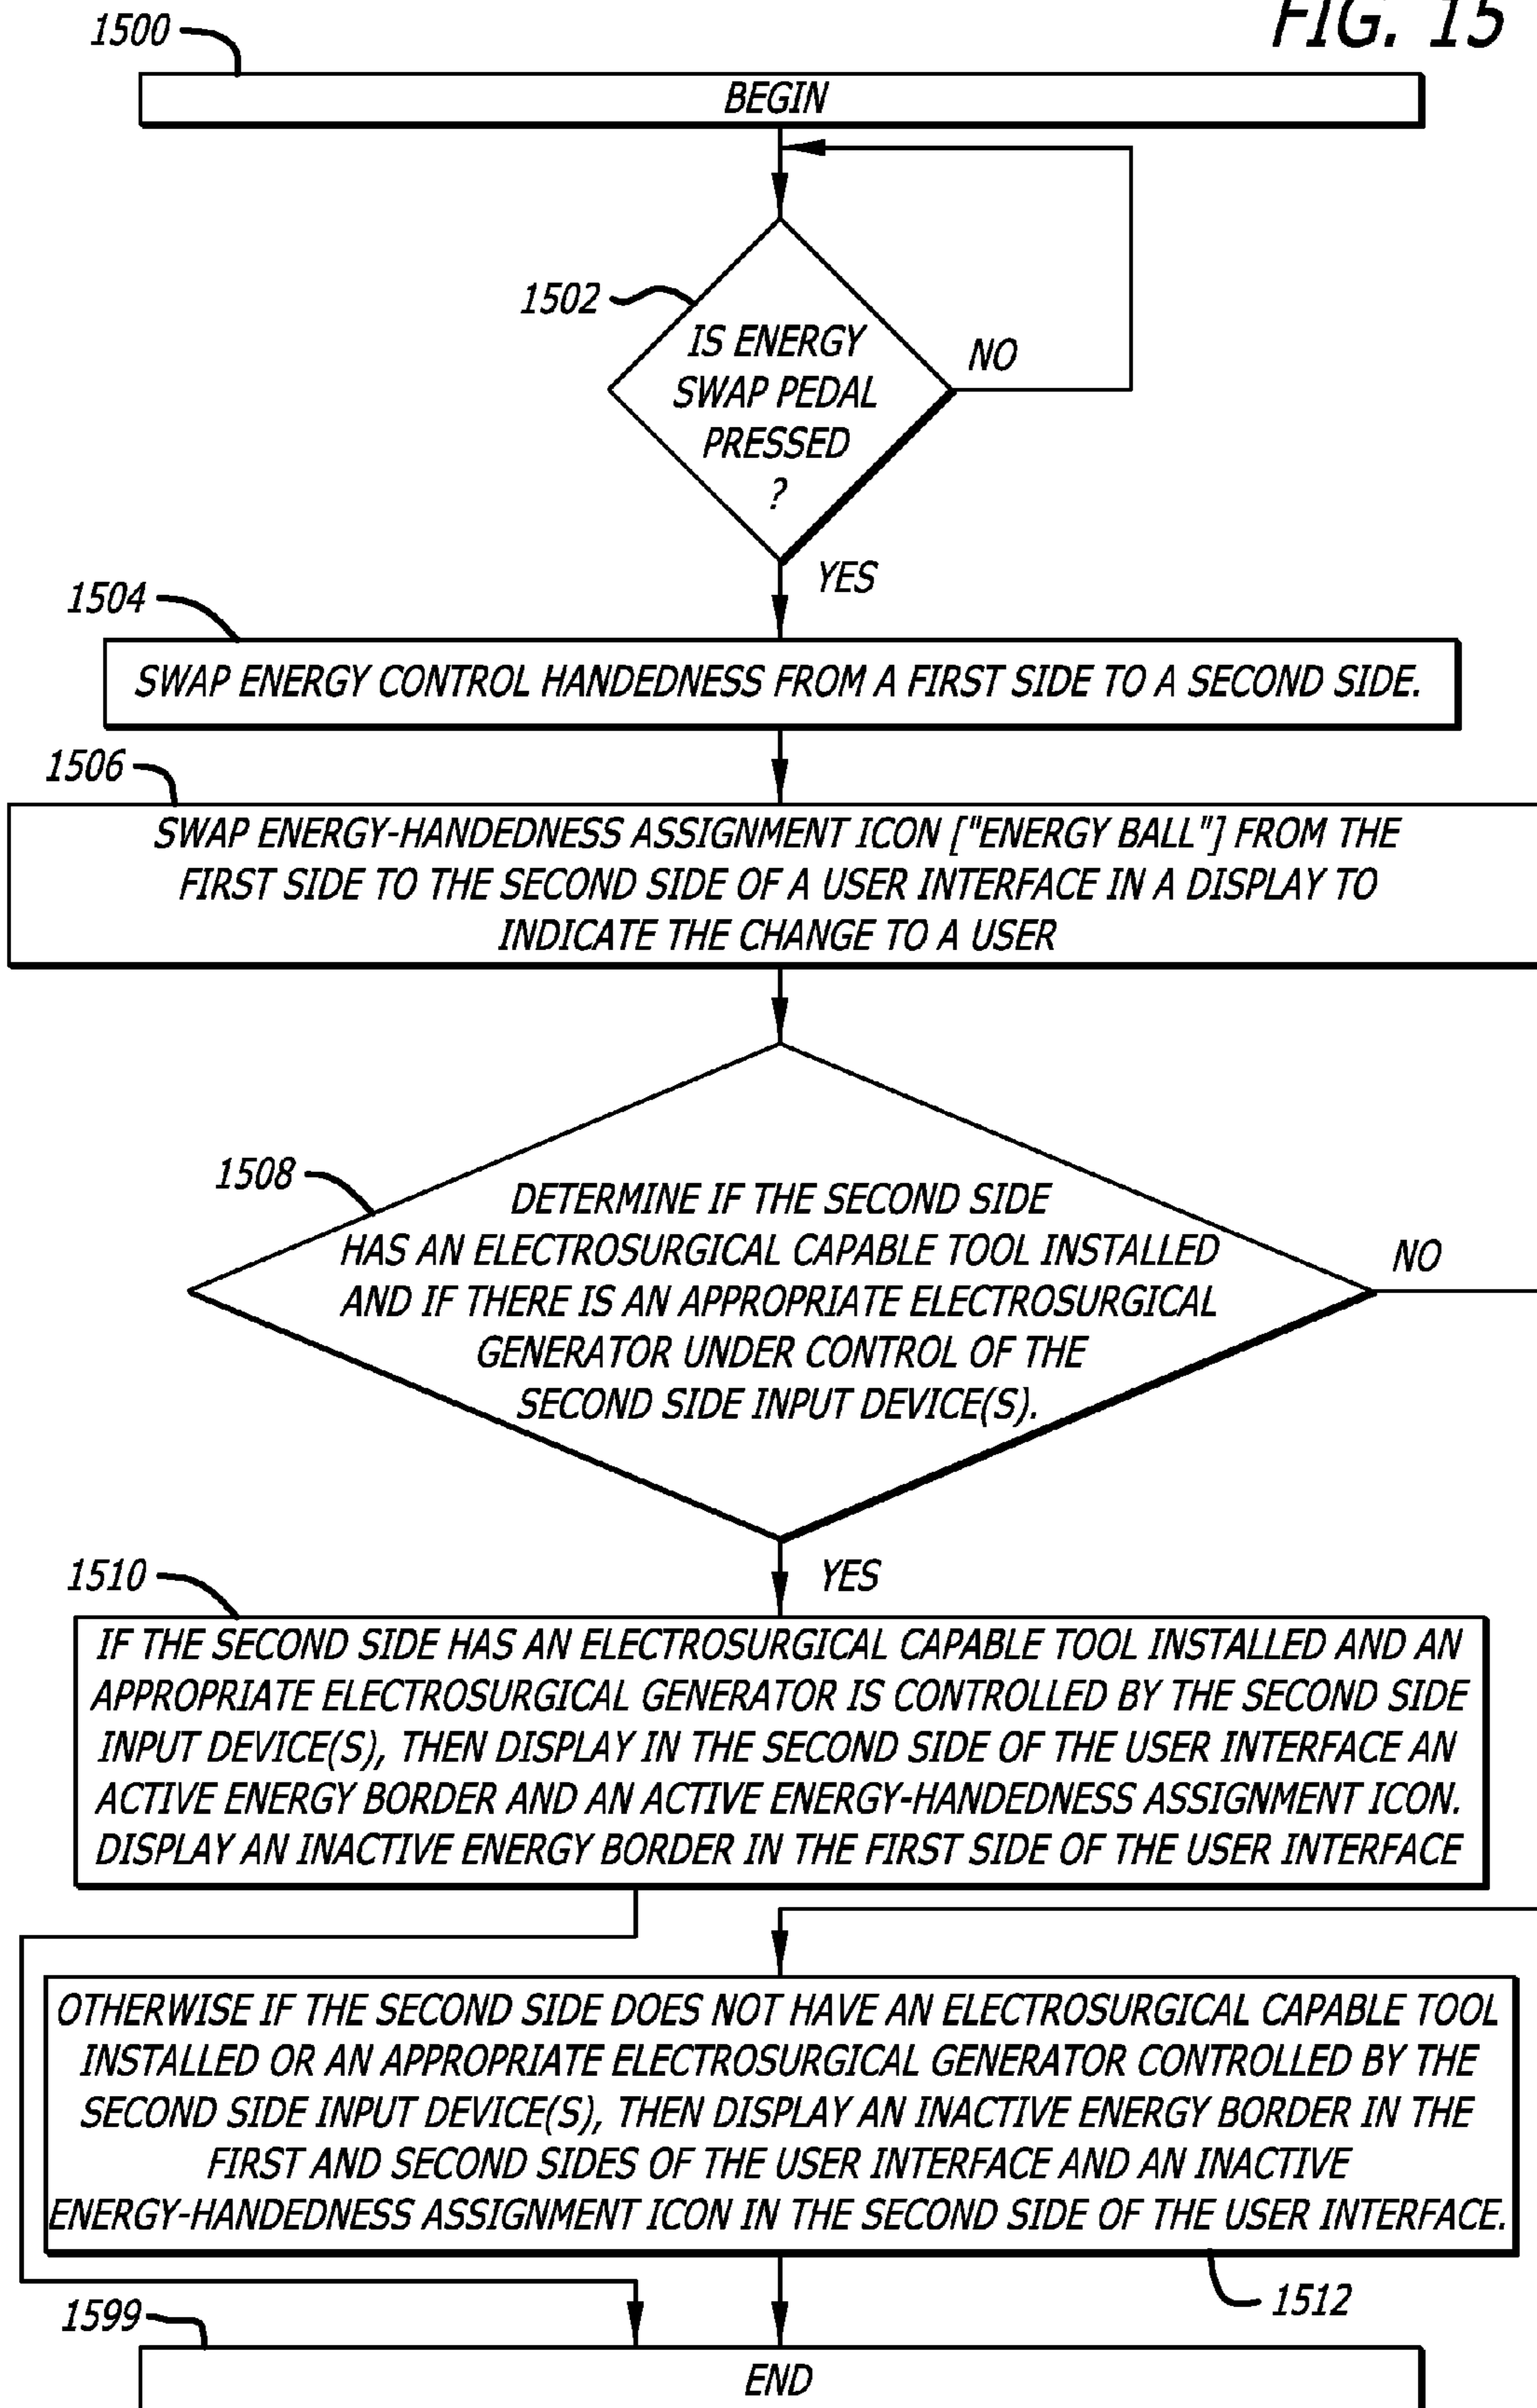 FIG. 15
1500
BEGIN
1502
IS ENERGY
SWAP PEDAL
PRESSED
?
NO
YES
1504
SWAP ENERGY CONTROL HANDEDNESS FROM A FIRST SIDE TO A SECOND SIDE.
1506
SWAP ENERGY-HANDEDNESS ASSIGNMENT ICON ["ENERGY BALL"] FROM THE
FIRST SIDE TO THE SECOND SIDE OF A USER INTERFACE IN A DISPLAY TO
INDICATE THE CHANGE TO A USER
1508
DETERMINE IF THE SECOND SIDE
HAS AN ELECTROSURGICAL CAPABLE TOOL INSTALLED
AND IF THERE IS AN APPROPRIATE ELECTROSURGICAL
GENERATOR UNDER CONTROL OF THE
SECOND SIDE INPUT DEVICE(S).
NO
YES
1510
IF THE SECOND SIDE HAS AN ELECTROSURGICAL CAPABLE TOOL INSTALLED AND AN
APPROPRIATE ELECTROSURGICAL GENERATOR IS CONTROLLED BY THE SECOND SIDE
INPUT DEVICE(S), THEN DISPLAY IN THE SECOND SIDE OF THE USER INTERFACE AN
ACTIVE ENERGY BORDER AND AN ACTIVE ENERGY-HANDEDNESS ASSIGNMENT ICON.
DISPLAY AN INACTIVE ENERGY BORDER IN THE FIRST SIDE OF THE USER INTERFACE
OTHERWISE IF THE SECOND SIDE DOES NOT HAVE AN ELECTROSURGICAL CAPABLE TOOL
INSTALLED OR AN APPROPRIATE ELECTROSURGICAL GENERATOR CONTROLLED BY THE
SECOND SIDE INPUT DEVICE(S), THEN DISPLAY AN INACTIVE ENERGY BORDER IN THE
FIRST AND SECOND SIDES OF THE USER INTERFACE AND AN INACTIVE
ENERGY-HANDEDNESS ASSIGNMENT ICON IN THE SECOND SIDE OF THE USER INTERFACE.
1512
1599
END